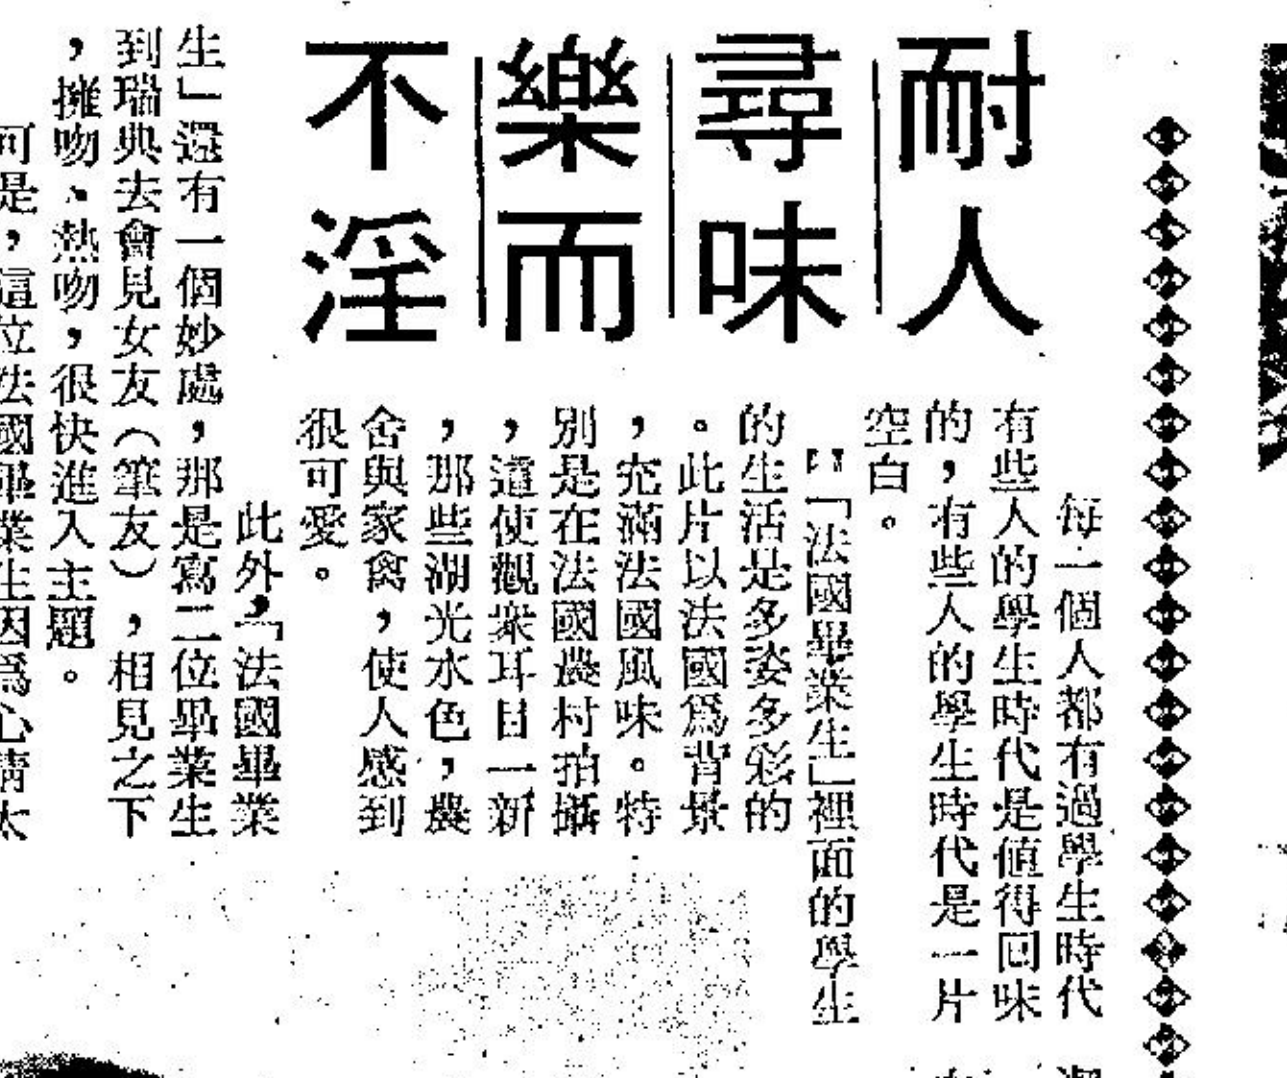 耐人
尋味
樂而
不淫
每一個人都有過學生時代
有些人的學生時代是值得回味
的，有些人的學生時代是一片
空白。
「法國畢業生」裡面的學生
的生活是多姿多彩的
。此片以法國爲背景
，充滿法國風味。特
別是在法國農村拍攝
，這使觀衆耳目一新
，那些湖光水色，農
舍與家禽，使人感到
很可愛。
此外，「法國畢業
生」還有一個妙處，那是寫二位畢業生
到瑞典去會見女友（筆友），相見之下
，擁吻、熱吻，很快進入主題。
可是，這位法國畢業生因爲心情太